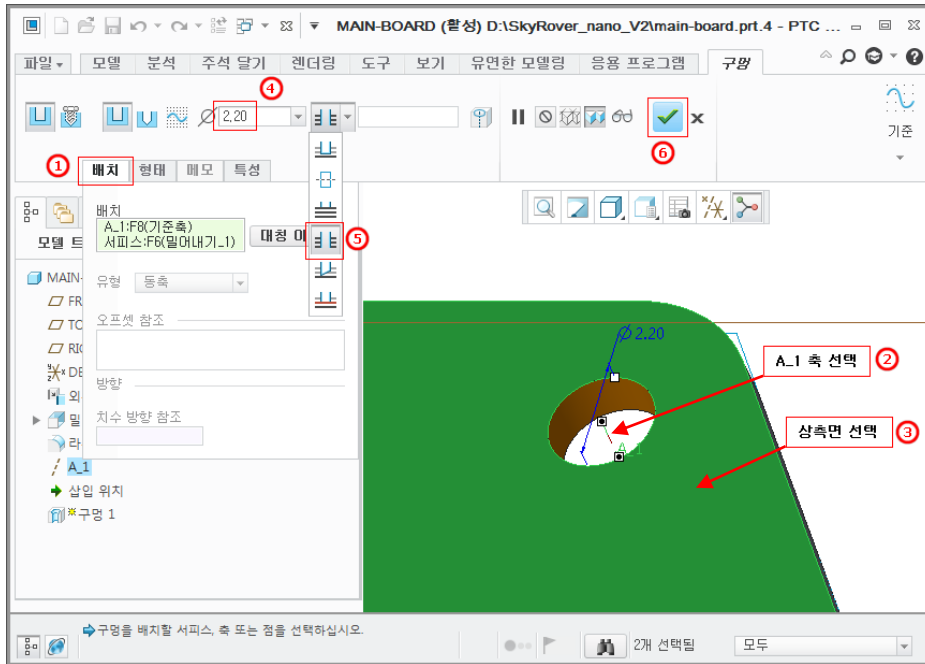 MAIN-BOARD (활성) D:\SkyRover_nano_V2\main-board.prt.4 - PTC ...
파일 모델 분석 주석 달기 렌더링 도구 보기 유연한 모델링 응용 프로그램 구멍
④
Ø 2,20
기준
⑥
① 배치 형태 메모 특성
배치
A_1:F8(기준축)
서피스:F6(밀어내기_1)
대칭 이
⑤
모델 트
유형 동축
MAIN-
FR
TO
RIG
DE
외
밀
라
A_1
삽입 위치
구멍 1
오프셋 참조
방향
치수 방향 참조
Ø 2.20
A_1 축 선택 ②
A_1
상측면 선택 ③
구멍을 배치할 서피스, 축 또는 점을 선택하십시오.
2개 선택됨
모두